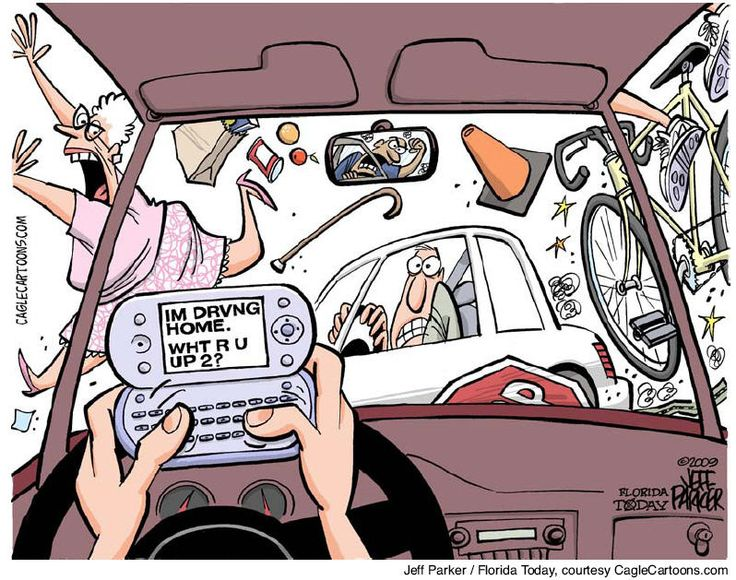 CAGLECARTOONS.COM
IM DRVNG
HOME.
WHT R U
UP 2?
©2009
JEFF
PARKER
FLORIDA
TODAY
Jeff Parker / Florida Today, courtesy CagleCartoons.com